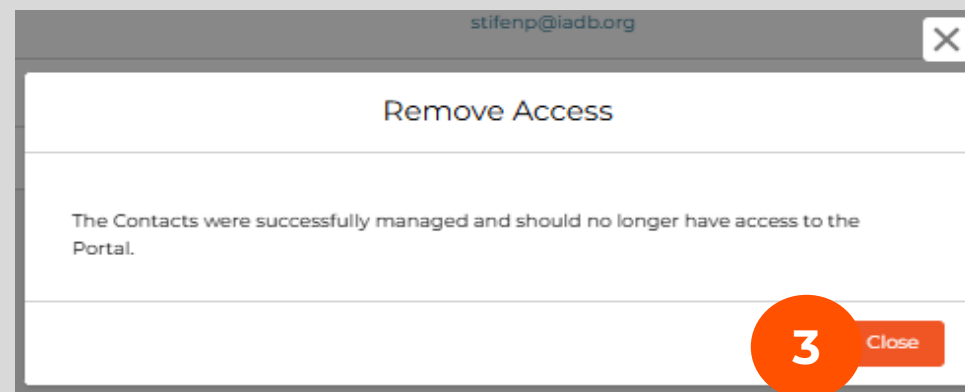 stifenp@iadb.org
Remove Access
The Contacts were successfully managed and should no longer have access to the
Portal.
3
Close